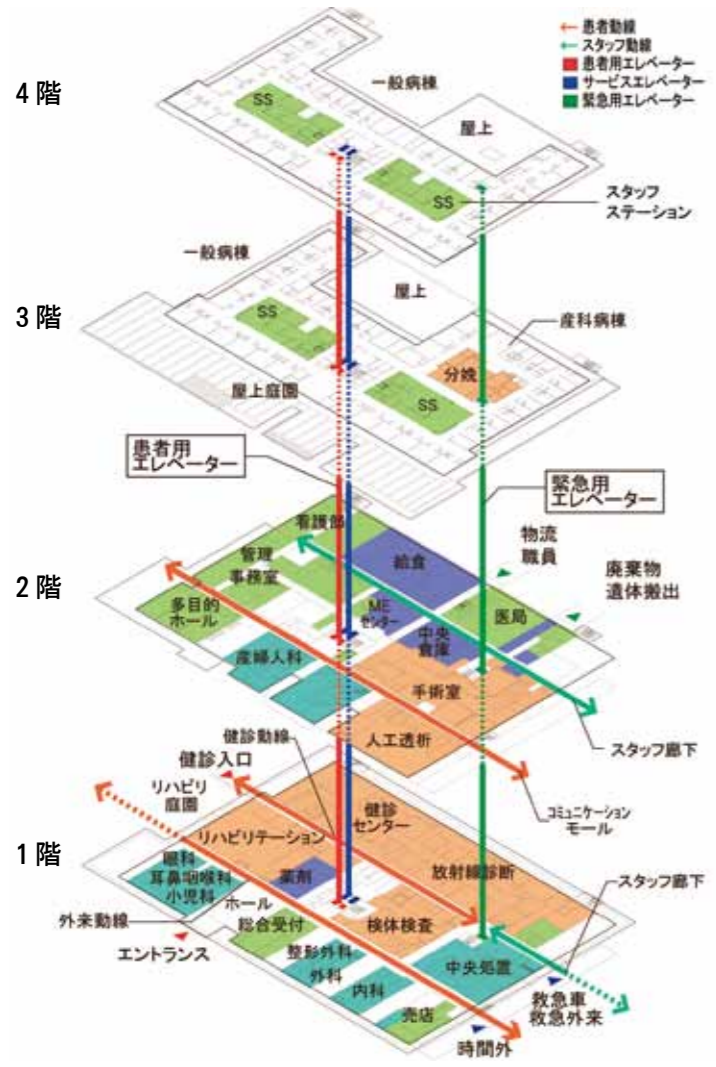 患者動線
スタッフ動線
患者用エレベーター
サービスエレベーター
緊急用エレベーター
4階
一般病棟
屋上
SS
SS
スタッフ
ステーション
3階
一般病棟
屋上
産科病棟
SS
分娩
SS
屋上庭園
患者用
エレベーター
緊急用
エレベーター
2階
看護部
管理
事務室
多目的
ホール
給食
MEセンター
中央
倉庫
医局
物流
職員
廃棄物
遺体搬出
産婦人科
手術室
人工透析
スタッフ廊下
コミュニケーション
モール
1階
健診動線
健診入口
リハビリ
庭園
リハビリテーション
健診
センター
眼科
耳鼻咽喉科
小児科
薬剤
放射線診断
スタッフ廊下
外来動線
ホール
総合受付
検体検査
エントランス
整形外科
外科
内科
中央処置
売店
救急車
救急外来
時間外